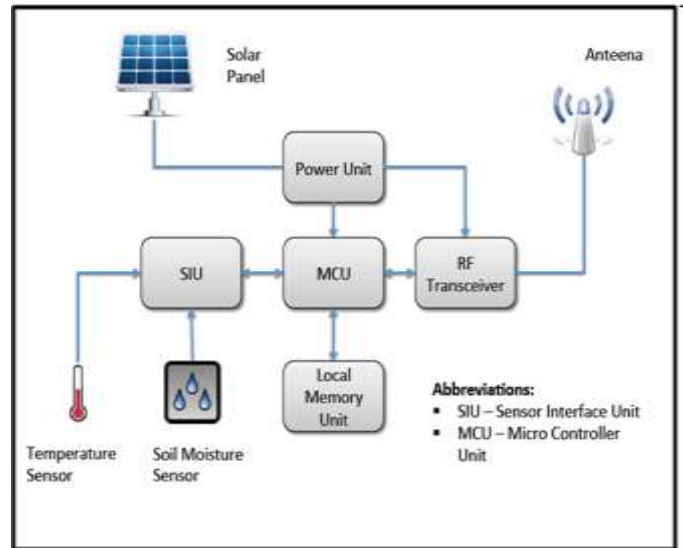 Solar
Panel
Anteena
Power Unit
SIU
MCU
RF
Transceiver
Local
Memory
Unit
Temperature
Sensor
Soil Moisture
Sensor
Abbreviations:
▪ SIU – Sensor Interface Unit
▪ MCU – Micro Controller
Unit